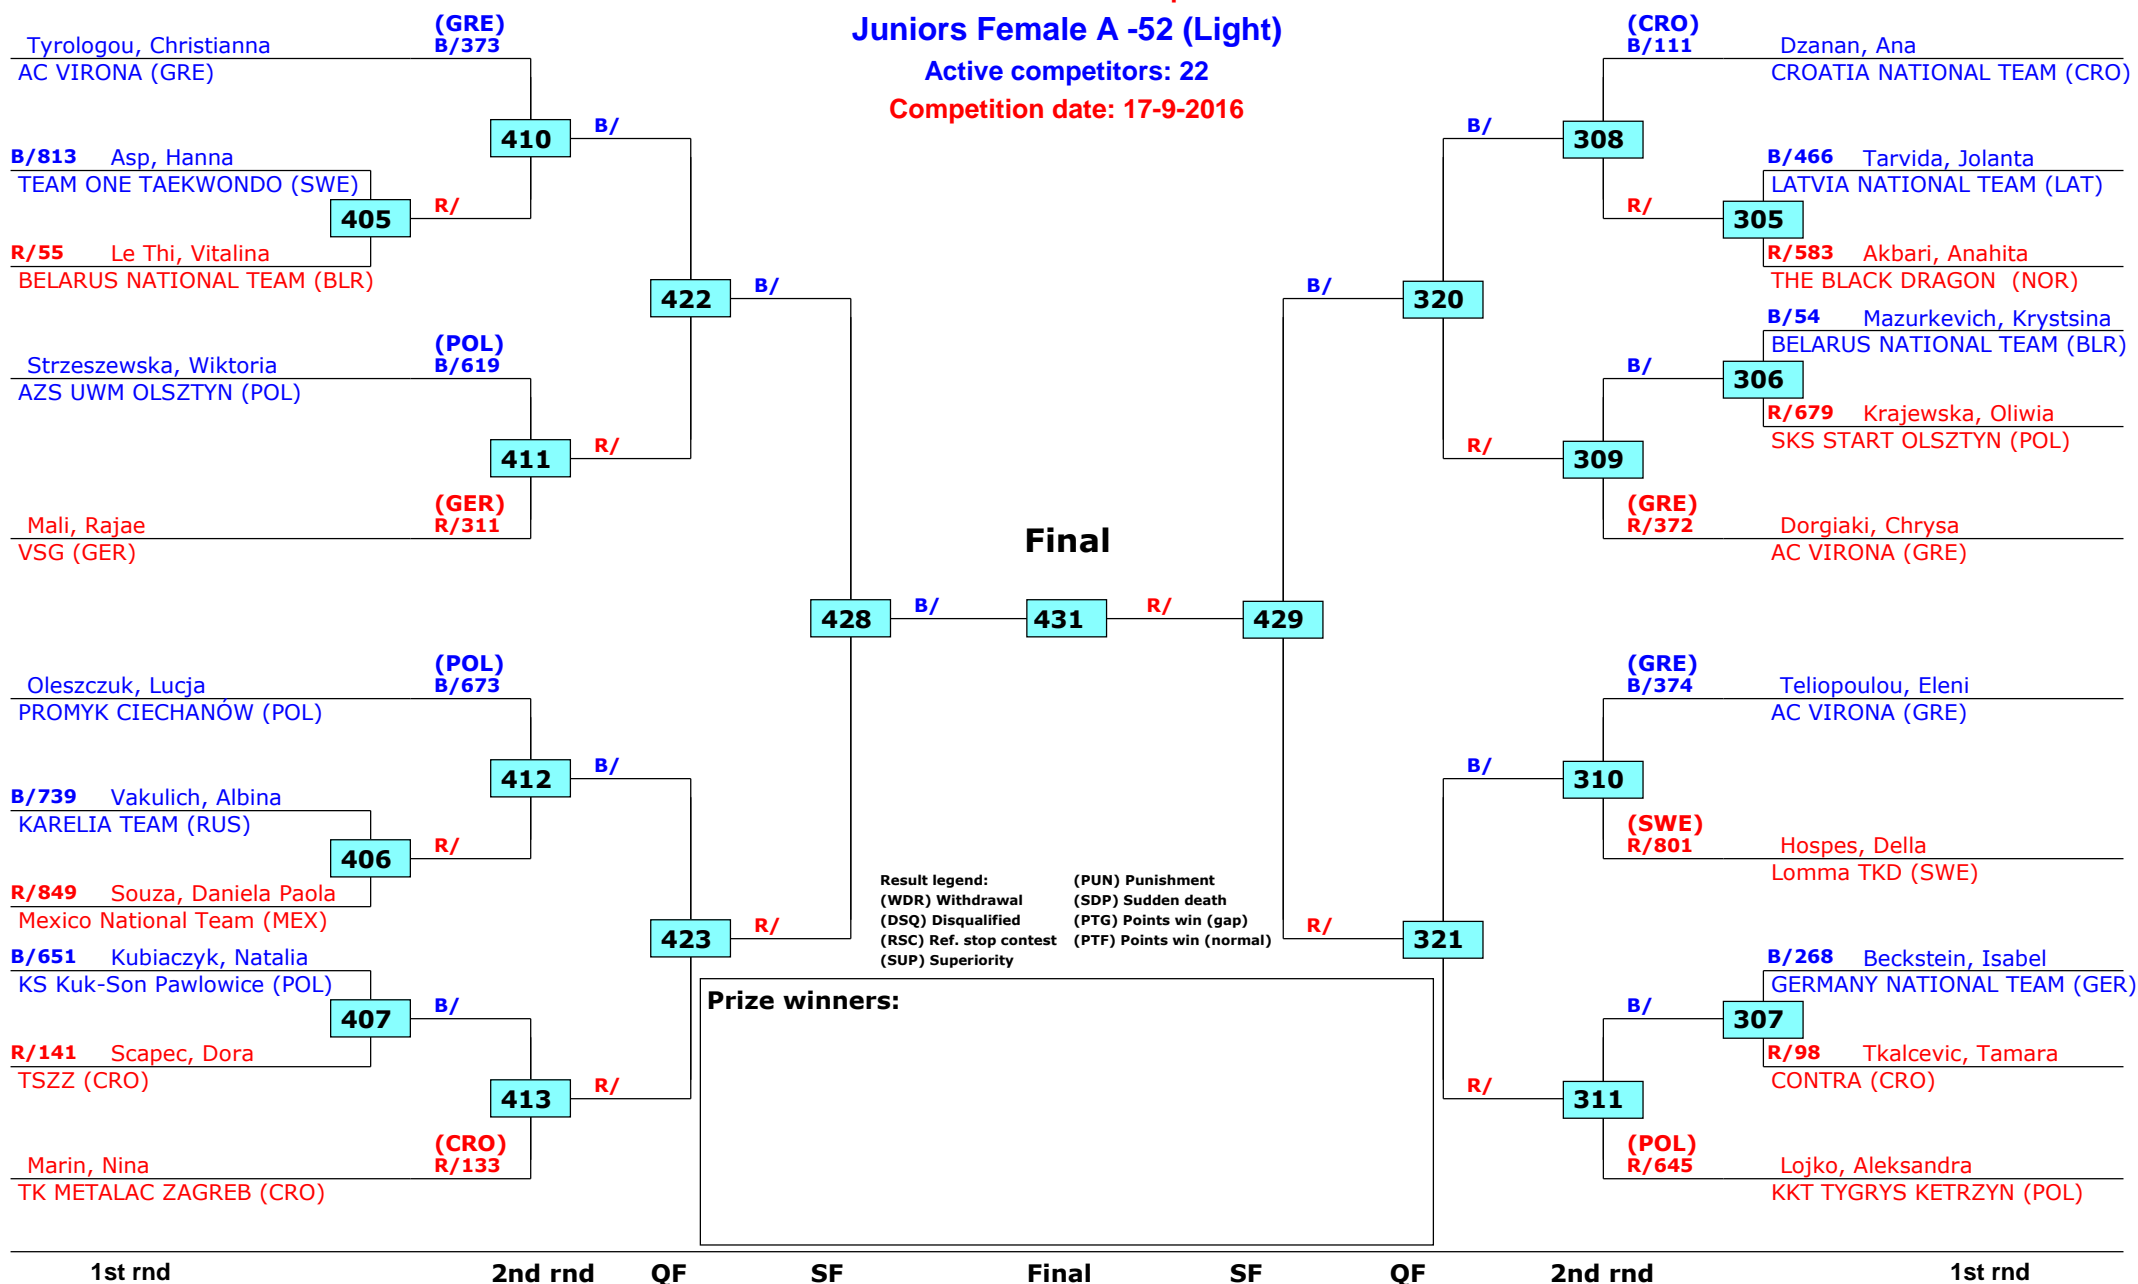 Juniors Female A -52 (Light)
Active competitors: 22
Competition date: 17-9-2016
(GRE)
Tyrologou, Christianna B/373
AC VIRONA (GRE)
410
B/
B/813 Asp, Hanna
TEAM ONE TAEKWONDO (SWE)
405
R/
R/55 Le Thi, Vitalina
BELARUS NATIONAL TEAM (BLR)
422
B/
(POL)
Strzeszewska, Wiktoria B/619
AZS UWM OLSZTYN (POL)
411
R/
(GER)
Mali, Rajae R/311
VSG (GER)
428
B/
(POL)
Oleszczuk, Lucja B/673
PROMYK CIECHANÓW (POL)
412
B/
B/739 Vakulich, Albina
KARELIA TEAM (RUS)
406
R/
R/849 Souza, Daniela Paola
Mexico National Team (MEX)
423
R/
B/651 Kubiaczyk, Natalia
KS Kuk-Son Pawlowice (POL)
407
B/
R/141 Scapec, Dora
TSZZ (CRO)
413
R/
(CRO)
Marin, Nina R/133
TK METALAC ZAGREB (CRO)
Final
431
R/
429
(CRO)
B/111 Dzanan, Ana
CROATIA NATIONAL TEAM (CRO)
B/
308
B/466 Tarvida, Jolanta
LATVIA NATIONAL TEAM (LAT)
R/
305
R/583 Akbari, Anahita
THE BLACK DRAGON (NOR)
B/
320
B/54 Mazurkevich, Krystsina
BELARUS NATIONAL TEAM (BLR)
B/
306
R/679 Krajewska, Oliwia
SKS START OLSZTYN (POL)
R/
309
(GRE)
R/372 Dorgiaki, Chrysa
AC VIRONA (GRE)
(GRE)
B/374 Teliopoulou, Eleni
AC VIRONA (GRE)
B/
310
(SWE)
R/801 Hospes, Della
Lomma TKD (SWE)
R/
321
B/268 Beckstein, Isabel
GERMANY NATIONAL TEAM (GER)
B/
307
R/98 Tkalcevic, Tamara
CONTRA (CRO)
R/
311
(POL)
R/645 Lojko, Aleksandra
KKT TYGRYS KETRZYN (POL)
Result legend: (PUN) Punishment
(WDR) Withdrawal (SDP) Sudden death
(DSQ) Disqualified (PTG) Points win (gap)
(RSC) Ref. stop contest (PTF) Points win (normal)
(SUP) Superiority
Prize winners:
1st rnd 2nd rnd QF SF Final SF QF 2nd rnd 1st rnd